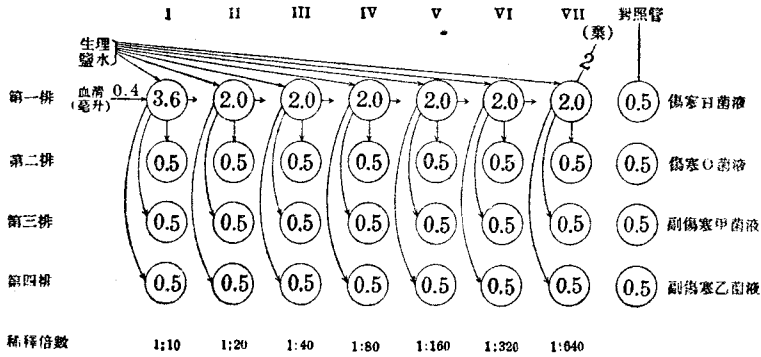 I II III IV V VI VII 對照管
(棄)
2
生理
鹽水
第一排 血清 0.4 3.6 2.0 2.0 2.0 2.0 2.0 2.0 0.5 傷寒H菌液
(毫升)
第二排 0.5 0.5 0.5 0.5 0.5 0.5 0.5 0.5 傷寒O菌液
第三排 0.5 0.5 0.5 0.5 0.5 0.5 0.5 0.5 副傷寒甲菌液
第四排 0.5 0.5 0.5 0.5 0.5 0.5 0.5 0.5 副傷寒乙菌液
稀釋倍數 1:10 1:20 1:40 1:80 1:160 1:320 1:640